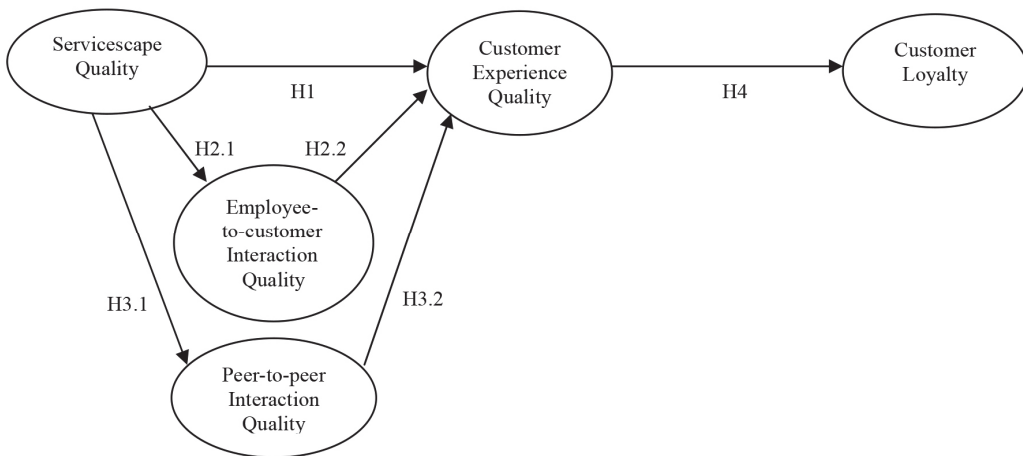 Servicescape
Quality
Customer
Experience
Quality
Customer
Loyalty
H1
H4
H2.1
H2.2
Employee-
to-customer
Interaction
Quality
H3.1
H3.2
Peer-to-peer
Interaction
Quality